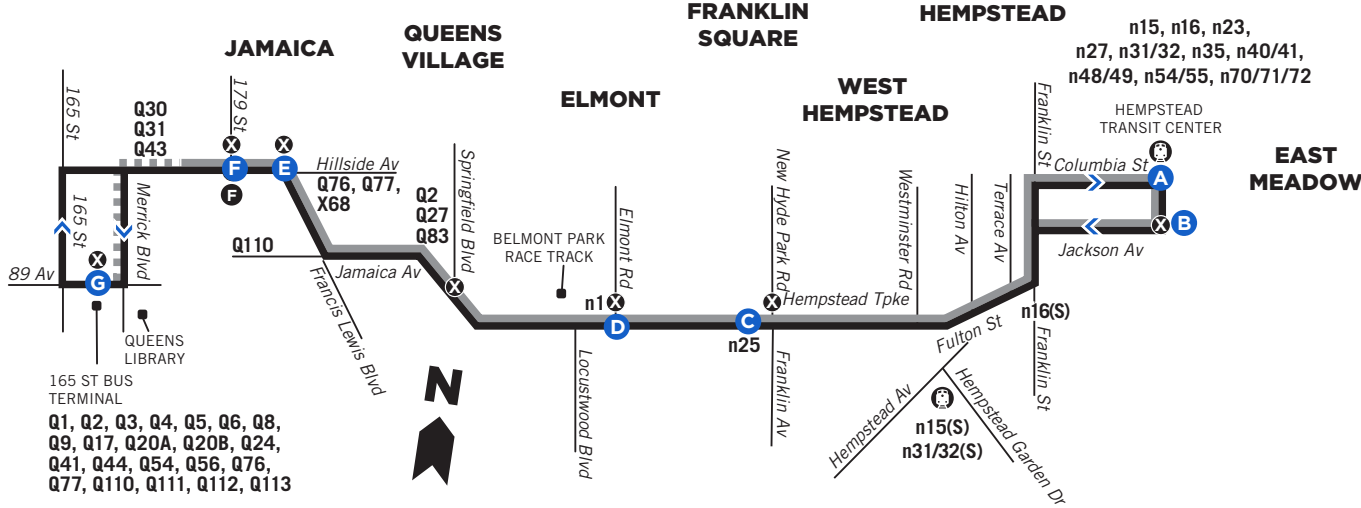 FRANKLIN
SQUARE
HEMPSTEAD
n15, n16, n23,
n27, n31/32, n35, n40/41,
n48/49, n54/55, n70/71/72
JAMAICA
QUEENS
VILLAGE
ELMONT
WEST
HEMPSTEAD
HEMPSTEAD
TRANSIT CENTER
EAST
MEADOW
165 St
Q30
Q31
Q43
179 St
X
X
F
E
F
Hillside Av
Q76, Q77,
X68
Q110
Jamaica Av
Francis Lewis Blvd
Q2
Q27
Q83
Springfield Blvd
X
BELMONT PARK
RACE TRACK
Elmont Rd
n1
X
D
Locustwood Blvd
New Hyde Park Rd
X
Hempstead Tpke
C
n25
Franklin Av
Westminster Rd
Hilton Av
Terrace Av
Franklin St
Columbia St
A
X
B
Jackson Av
n16(S)
Fulton St
Franklin St
Hempstead Av
n15(S)
n31/32(S)
Hempstead Garden Dr
165 St
Merrick Blvd
89 Av
X
G
QUEENS
LIBRARY
165 ST BUS
TERMINAL
Q1, Q2, Q3, Q4, Q5, Q6, Q8,
Q9, Q17, Q20A, Q20B, Q24,
Q41, Q44, Q54, Q56, Q76,
Q77, Q110, Q111, Q112, Q113
N